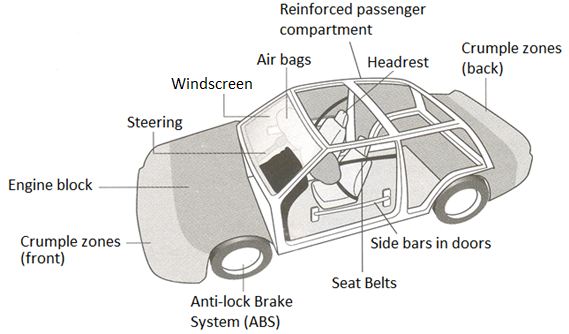 Reinforced passenger
compartment
Crumple zones
(back)
Air bags
Headrest
Windscreen
Steering
Engine block
Crumple zones
(front)
Side bars in doors
Seat Belts
Anti-lock Brake
System (ABS)